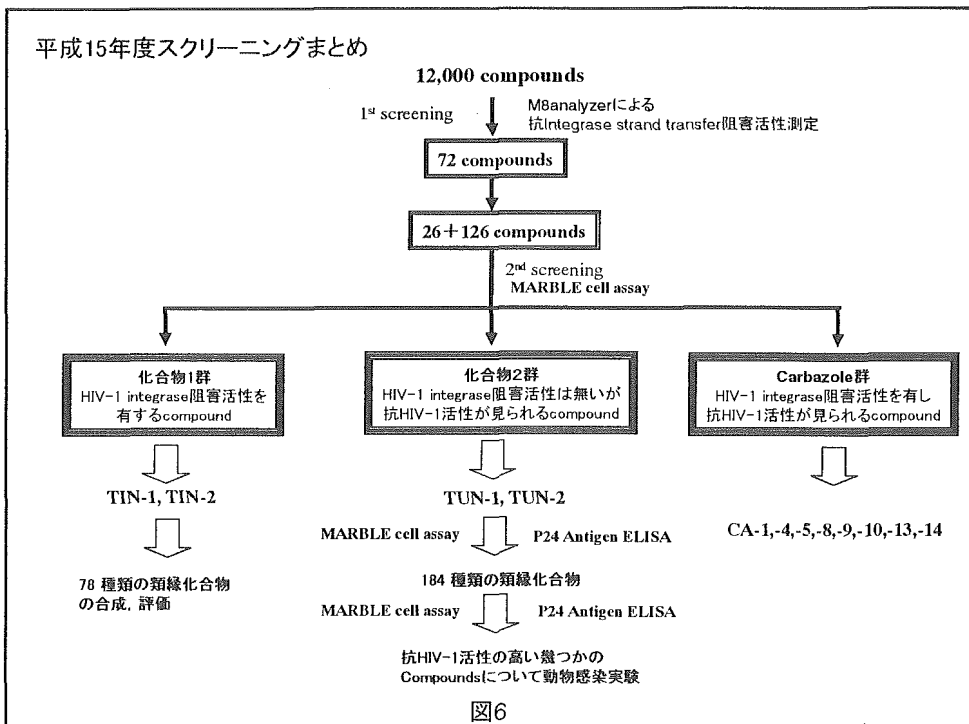 平成15年度スクリーニングまとめ
12,000 compounds
1st screening
M8analyzerによる
抗Integrase strand transfer阻害活性測定
72 compounds
26＋126 compounds
2nd screening
MARBLE cell assay
化合物1群
HIV-1 integrase阻害活性を
有するcompound
化合物2群
HIV-1 integrase阻害活性は無いが
抗HIV-1活性が見られるcompound
Carbazole群
HIV-1 integrase阻害活性を有し
抗HIV-1活性が見られるcompound
TIN-1, TIN-2
TUN-1, TUN-2
CA-1,-4,-5,-8,-9,-10,-13,-14
MARBLE cell assay
P24 Antigen ELISA
78 種類の類縁化合物
の合成, 評価
184 種類の類縁化合物
MARBLE cell assay
P24 Antigen ELISA
抗HIV-1活性の高い幾つかの
Compoundsについて動物感染実験
図6